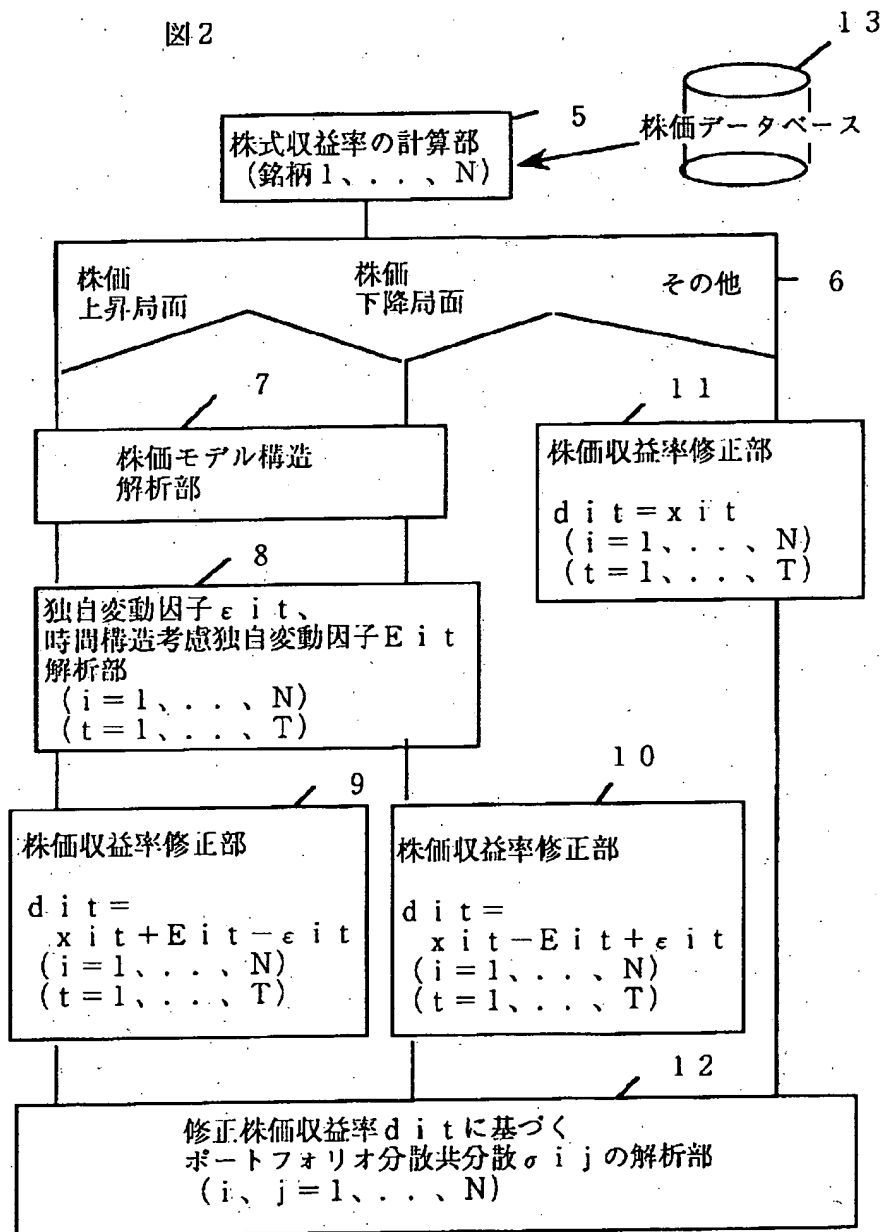 図2
13
5
株価データベース
株式収益率の計算部
(銘柄1、...、N)
株価
上昇局面
株価
下降局面
その他
6
7
株価モデル構造
解析部
11
株価収益率修正部
dit=xit
(i=1、...、N)
(t=1、...、T)
8
独自変動因子εit、
時間構造考慮独自変動因子Eit
解析部
(i=1、...、N)
(t=1、...、T)
9
株価収益率修正部
dit=
xit+Eit-εit
(i=1、...、N)
(t=1、...、T)
10
株価収益率修正部
dit=
xit-Eit+εit
(i=1、...、N)
(t=1、...、T)
12
修正株価収益率ditに基づく
ポートフォリオ分散共分散σijの解析部
(i、j=1、...、N)